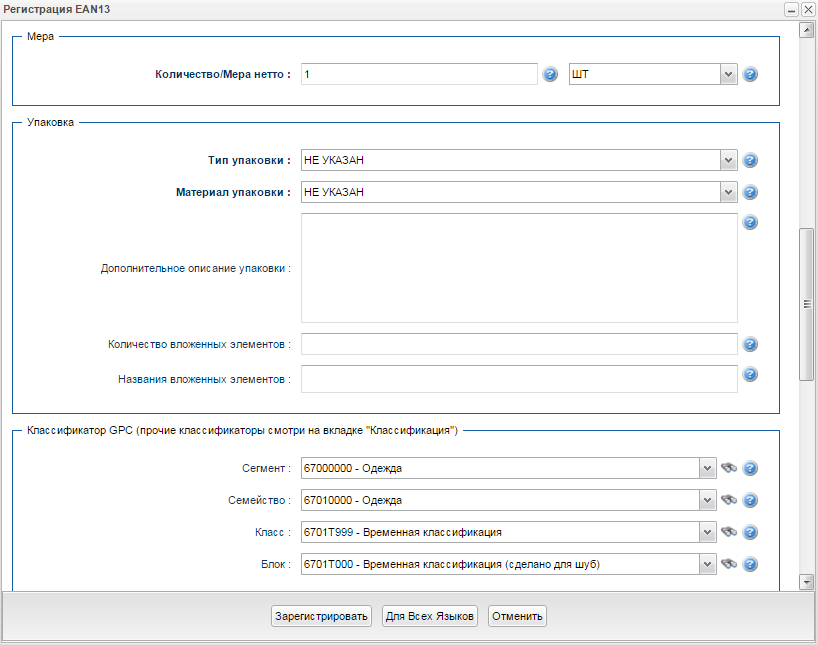 Регистрация EAN13
Мера
Количество/Мера нетто : 1 ШТ
Упаковка
Тип упаковки : НЕ УКАЗАН
Материал упаковки : НЕ УКАЗАН
Дополнительное описание упаковки :
Количество вложенных элементов :
Названия вложенных элементов :
Классификатор GPC (прочие классификаторы смотри на вкладке "Классификация")
Сегмент : 67000000 - Одежда
Семейство : 67010000 - Одежда
Класс : 6701T999 - Временная классификация
Блок : 6701T000 - Временная классификация (сделано для шуб)
Зарегистрировать Для Всех Языков Отменить